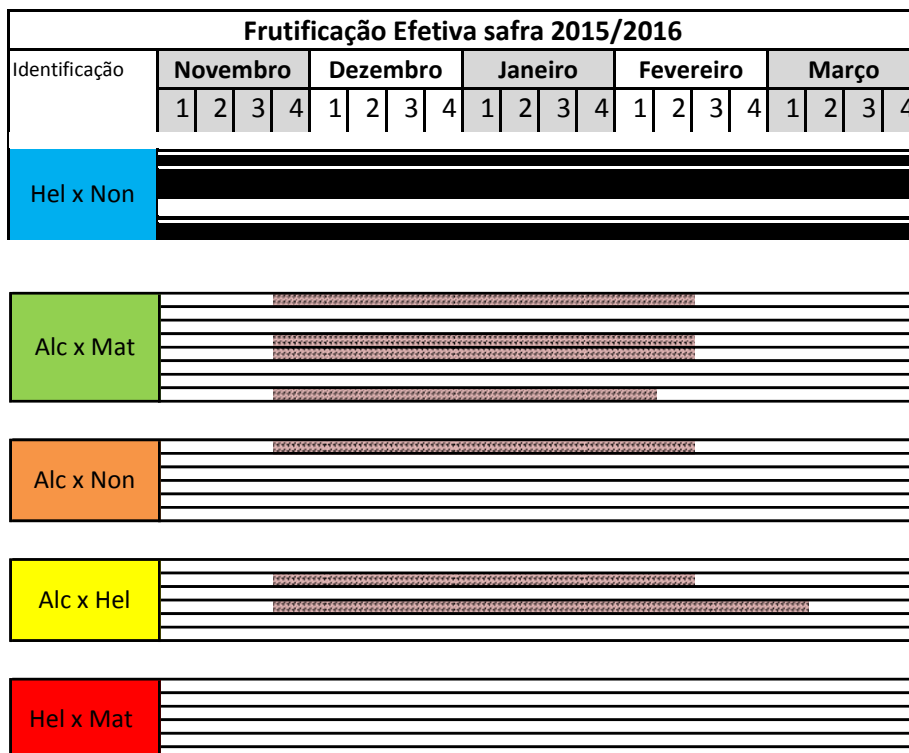 Frutificação Efetiva safra 2015/2016
Identificação Novembro Dezembro Janeiro Fevereiro Março
1 2 3 4 1 2 3 4 1 2 3 4 1 2 3 4 1 2 3 4
Hel x Non
Alc x Mat
Alc x Non
Alc x Hel
Hel x Mat